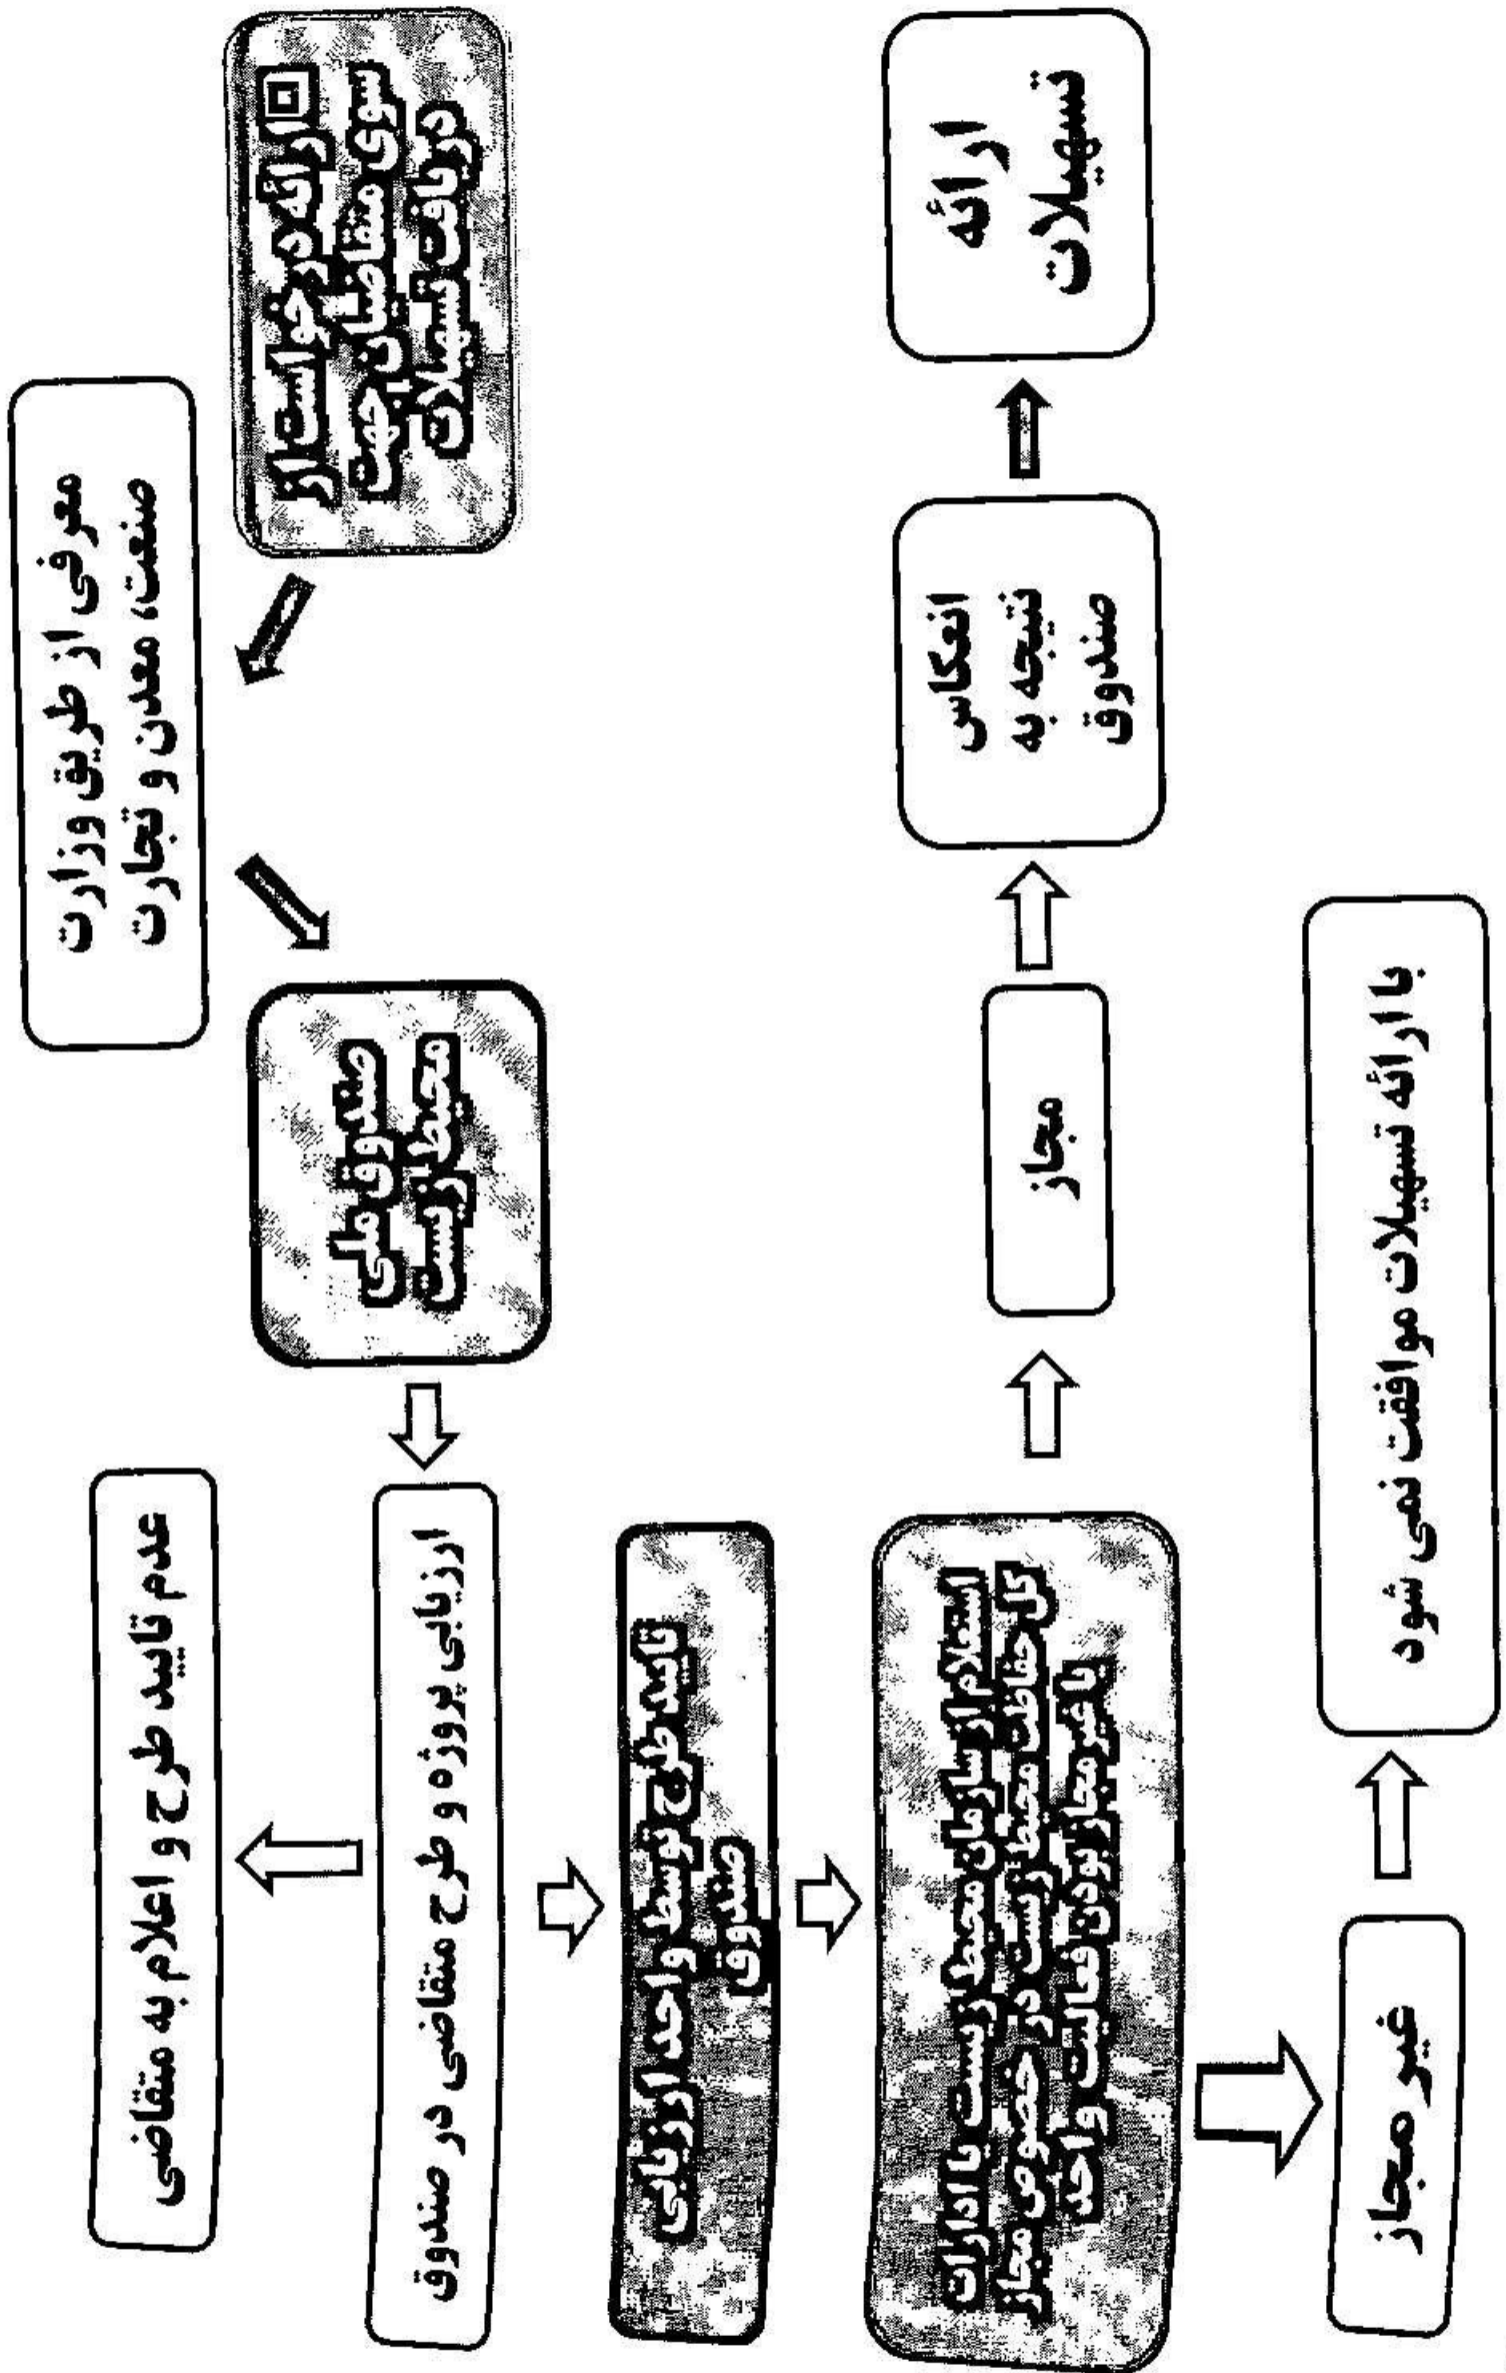 ارائه درخواست از
سوی متقاضیان جهت
دریافت تسهیلات
معرفی از طریق وزارت
صنعت، معدن و تجارت
صندوق ملی
محیط زیست
عدم تایید طرح و اعلام به متقاضی
ارزیابی پروژه و طرح متقاضی در صندوق
تایید طرح توسط واحد ارزیابی
صندوق
استعلام از سازمان محیط زیست یا ادارات
کل حفاظت محیط زیست در خصوص مجاز
یا غیر مجاز بودن فعالیت واحد
مجاز
انعکاس
نتیجه به
صندوق
ارائه
تسهیلات
غیر مجاز
با ارائه تسهیلات موافقت نمی شود